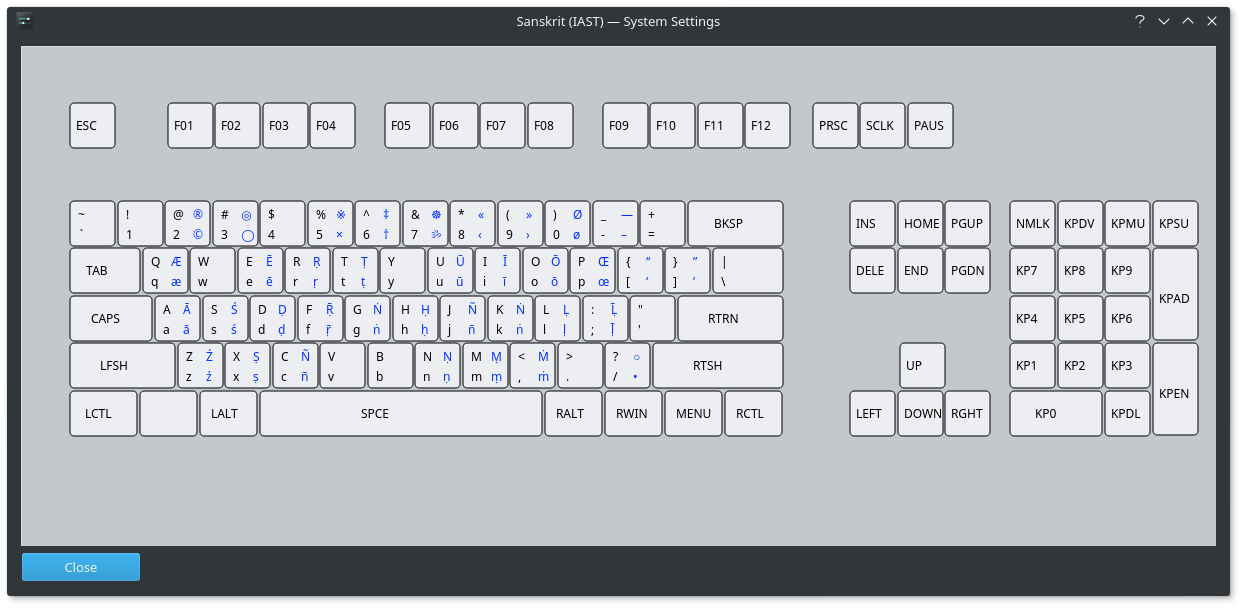 Sanskrit (IAST) — System Settings
ESC F01 F02 F03 F04 F05 F06 F07 F08 F09 F10 F11 F12 PRSC SCLK PAUS
~ ! @ ® # ◎ $ % ※ ^ ‡ & ☸ * « ( » ) Ø _ — + BKSP INS HOME PGUP NMLK KPDV KPMU KPSU
` 1 2 © 3 ◯ 4 5 × 6 † 7 ॐ 8 ‹ 9 › 0 ø - – =
TAB Q Æ W E Ē R Ṛ T Ṭ Y U Ū I Ī O Ō P Œ { “ } ” | DELE END PGDN KP7 KP8 KP9 KPAD
q æ w e ē r ṛ t ṭ y u ū i ī o ō p œ [ ‘ ] ’ \
CAPS A Ā S Ś D Ḍ F Ṝ G Ṅ H Ḥ J Ñ K Ṅ L Ḷ : Ḹ " RTRN KP4 KP5 KP6
a ā s ś d ḍ f ṝ g ṅ h ḥ j ñ k ṅ l ḷ ; ḹ '
LFSH Z Ź X Ṣ C Ñ V B N Ṇ M Ṃ < Ṁ > ? ○ RTSH UP KP1 KP2 KP3 KPEN
z ź x ṣ c ñ v b n ṇ m ṃ , ṁ . / •
LCTL LALT SPCE RALT RWIN MENU RCTL LEFT DOWN RGHT KP0 KPDL
Close